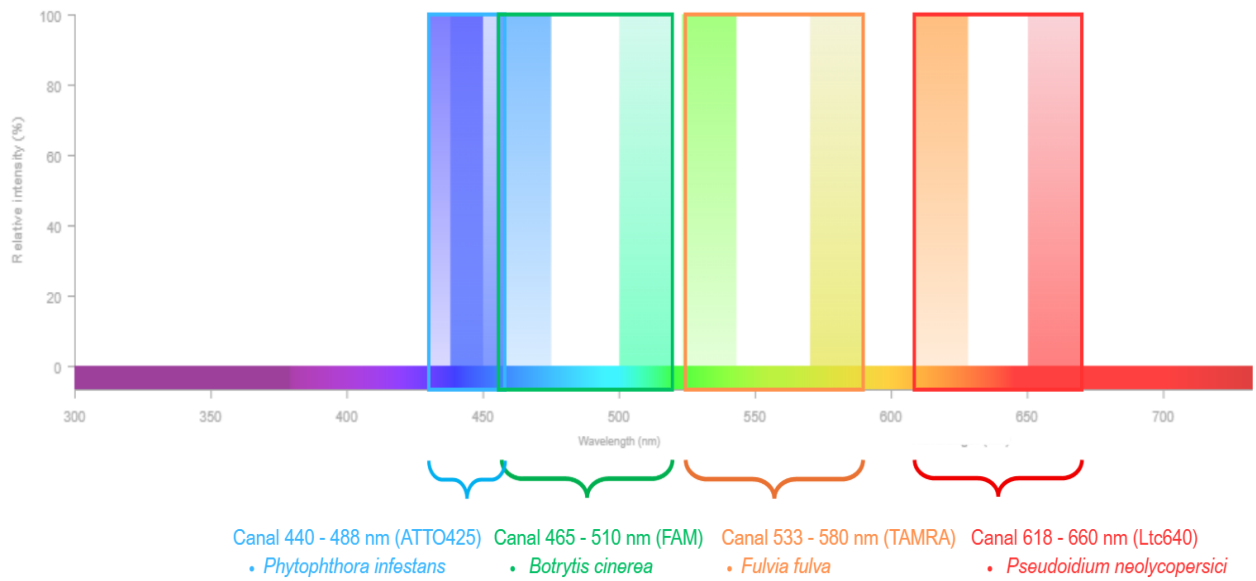 Relative intensity (%)
100
80
60
40
20
0
300 350 400 450 500 550 600 650 700
Wavelength (nm)
Canal 440 - 488 nm (ATTO425) Canal 465 - 510 nm (FAM) Canal 533 - 580 nm (TAMRA) Canal 618 - 660 nm (Ltc640)
• Phytophthora infestans • Botrytis cinerea • Fulvia fulva • Pseudoidium neolycopersici